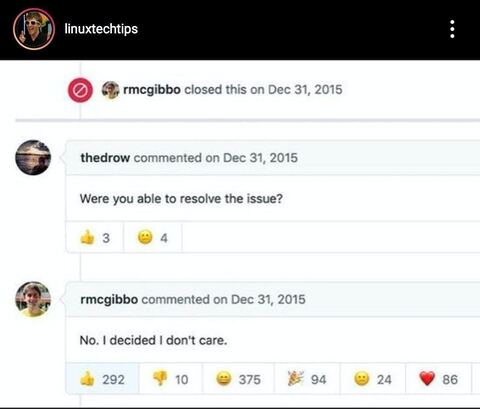 linuxtechtips
rmcgibbo closed this on Dec 31, 2015
thedrow commented on Dec 31, 2015
Were you able to resolve the issue?
👍 3 😕 4
rmcgibbo commented on Dec 31, 2015
No. I decided I don't care.
👍 292 👎 10 😄 375 🎉 94 😕 24 ❤️ 86